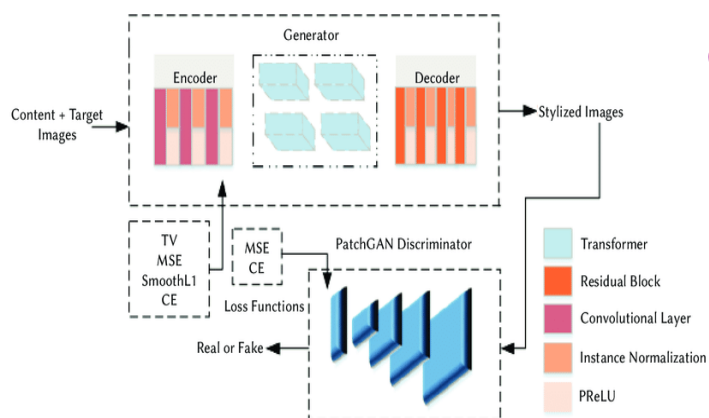 Generator
Encoder
Decoder
Content + Target
Images
Stylized Images
TV
MSE
SmoothL1
CE
MSE
CE
Loss Functions
PatchGAN Discriminator
Real or Fake
Transformer
Residual Block
Convolutional Layer
Instance Normalization
PReLU